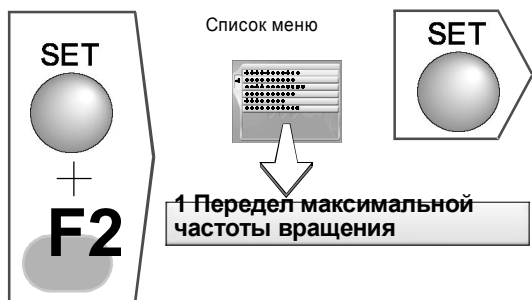 SET
+
F2
Список меню
1 Передел максимальной
частоты вращения
SET